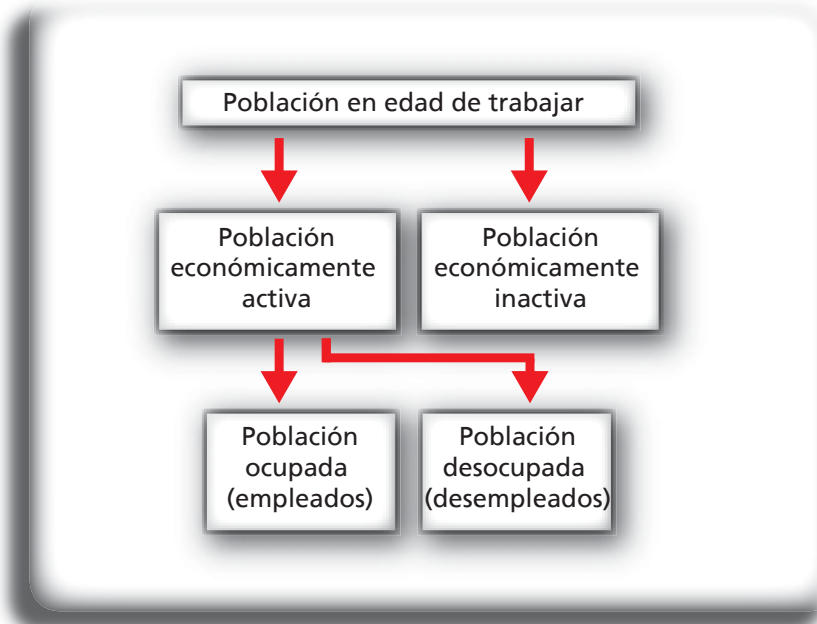 Población en edad de trabajar
Población
económicamente
activa
Población
económicamente
inactiva
Población
ocupada
(empleados)
Población
desocupada
(desempleados)